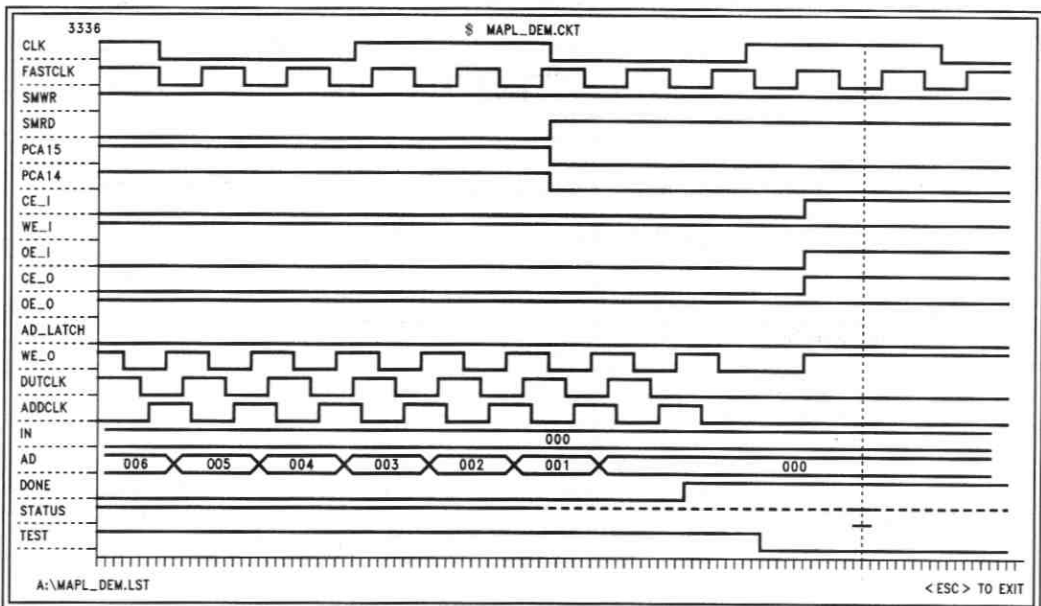 3336
$ MAPL_DEM.CKT
CLK
FASTCLK
SMWR
SMRD
PCA15
PCA14
CE_I
WE_I
OE_I
CE_O
OE_O
AD_LATCH
WE_O
DUTCLK
ADDCLK
IN 000
AD 006 005 004 003 002 001 000
DONE
STATUS
TEST
A:\MAPL_DEM.LST
<ESC> TO EXIT